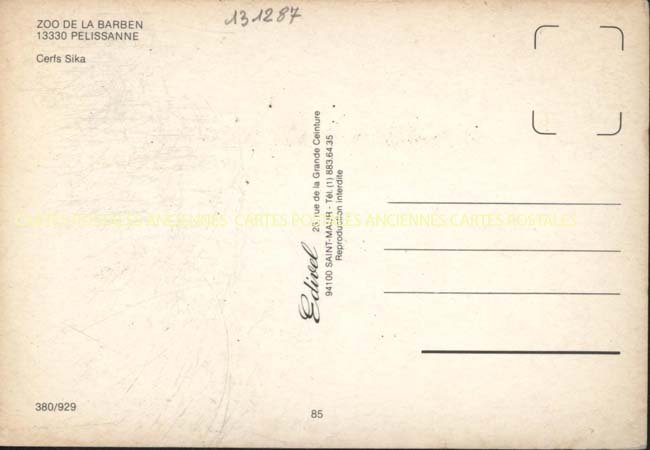 131287
ZOO DE LA BARBEN
13330 PELISSANNE
Cerfs Sika
Edivel
rue de la Grande Ceinture
94100 SAINT-MAUR - Tél. (1) 883.64.35
Reproduction interdite
CARTES POSTALES ANCIENNES CARTES POSTALES ANCIENNES CARTES POSTALES
380/929
85